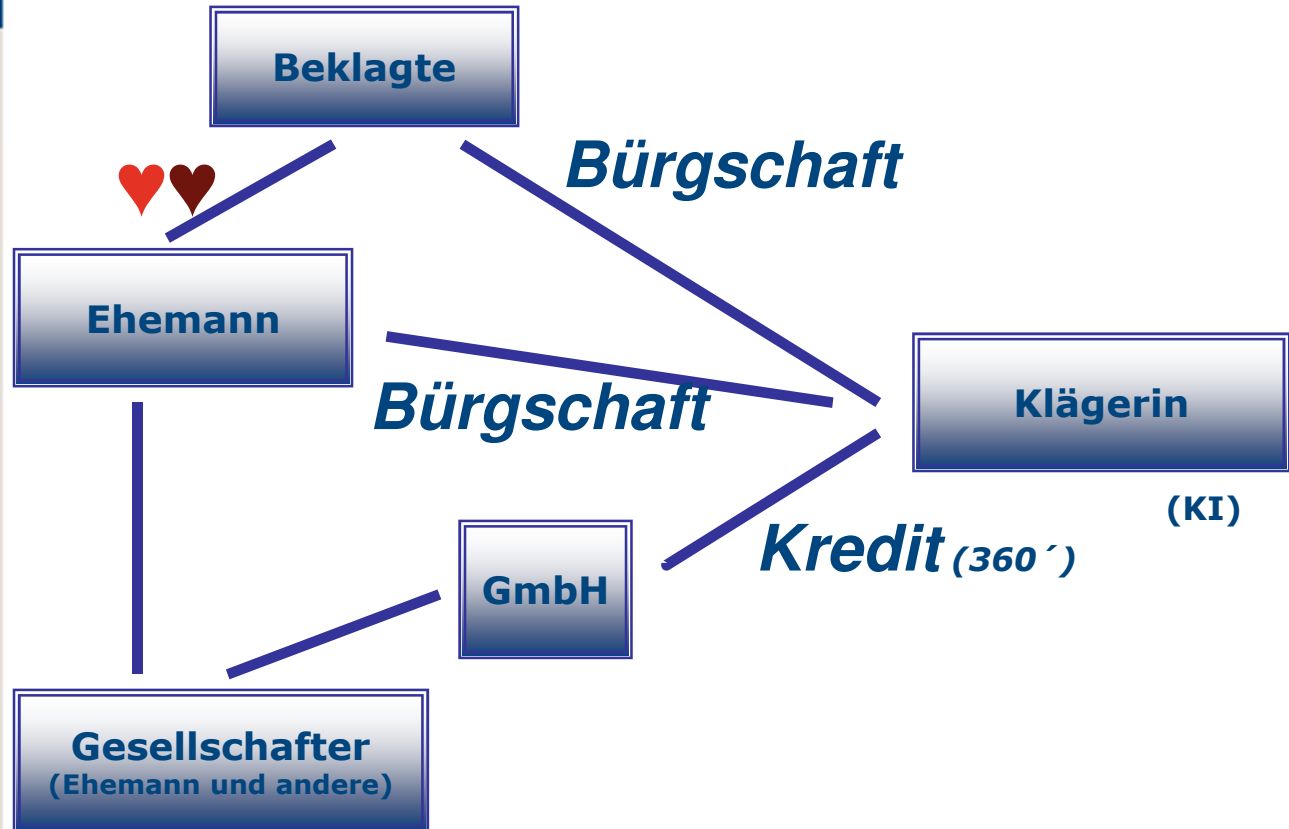 Beklagte
Bürgschaft
Ehemann
Bürgschaft
Klägerin
(KI)
Kredit (360´)
GmbH
Gesellschafter
(Ehemann und andere)